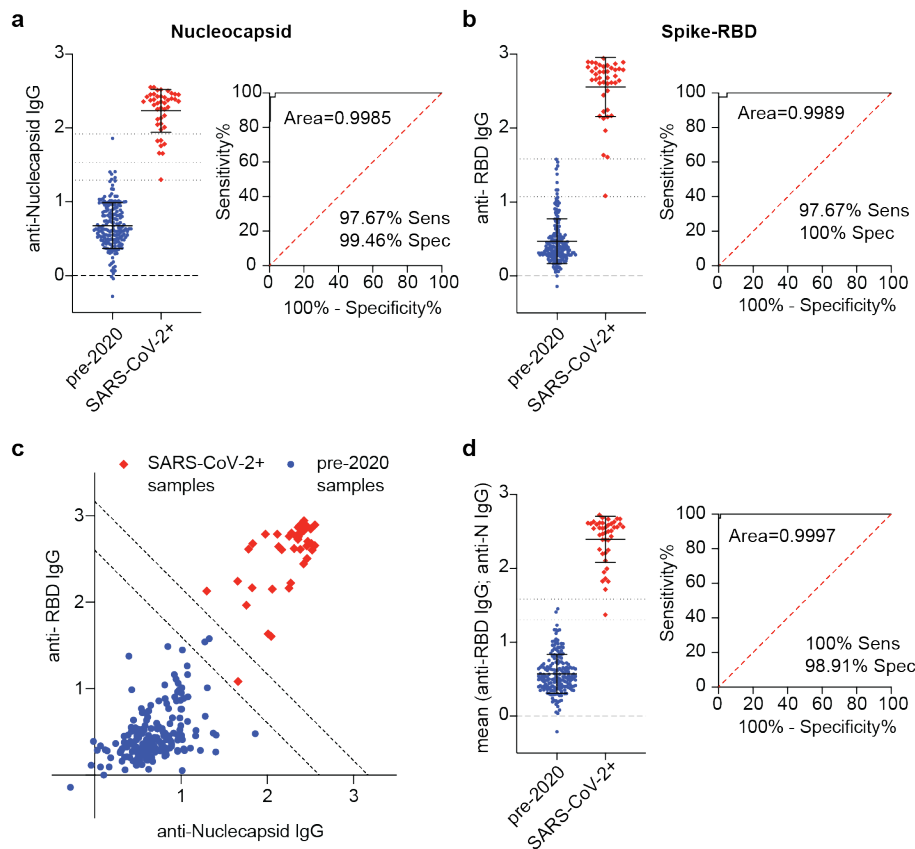 a
Nucleocapsid
3
2
1
0
anti-Nuclecapsid IgG
pre-2020
SARS-CoV-2+
100
80
60
40
20
0
Sensitivity%
Area=0.9985
97.67% Sens
99.46% Spec
0 20 40 60 80 100
100% - Specificity%
b
Spike-RBD
3
2
1
0
anti- RBD IgG
pre-2020
SARS-CoV-2+
100
80
60
40
20
0
Sensitivity%
Area=0.9989
97.67% Sens
100% Spec
0 20 40 60 80 100
100% - Specificity%
c
SARS-CoV-2+
samples
pre-2020
samples
3
2
1
anti- RBD IgG
1 2 3
anti-Nuclecapsid IgG
d
3
2
1
0
mean (anti-RBD IgG; anti-N IgG)
pre-2020
SARS-CoV-2+
100
80
60
40
20
0
Sensitivity%
Area=0.9997
100% Sens
98.91% Spec
0 20 40 60 80 100
100% - Specificity%